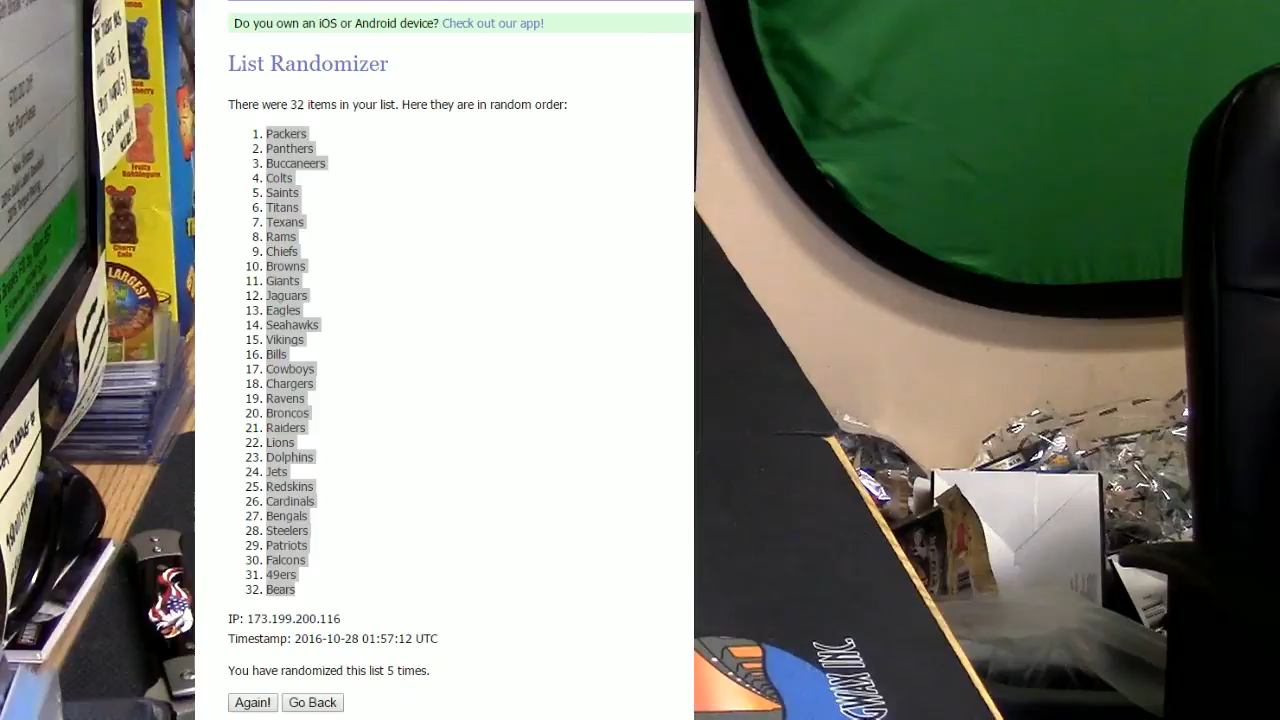 Do you own an iOS or Android device? Check out our app!
List Randomizer
There were 32 items in your list. Here they are in random order:
1. Packers
2. Panthers
3. Buccaneers
4. Colts
5. Saints
6. Titans
7. Texans
8. Rams
9. Chiefs
10. Browns
11. Giants
12. Jaguars
13. Eagles
14. Seahawks
15. Vikings
16. Bills
17. Cowboys
18. Chargers
19. Ravens
20. Broncos
21. Raiders
22. Lions
23. Dolphins
24. Jets
25. Redskins
26. Cardinals
27. Bengals
28. Steelers
29. Patriots
30. Falcons
31. 49ers
32. Bears
IP: 173.199.200.116
Timestamp: 2016-10-28 01:57:12 UTC
You have randomized this list 5 times.
Again! Go Back
Fruity
Bubblegum
Cherry
Cola
LARGEST
GWAX INC.